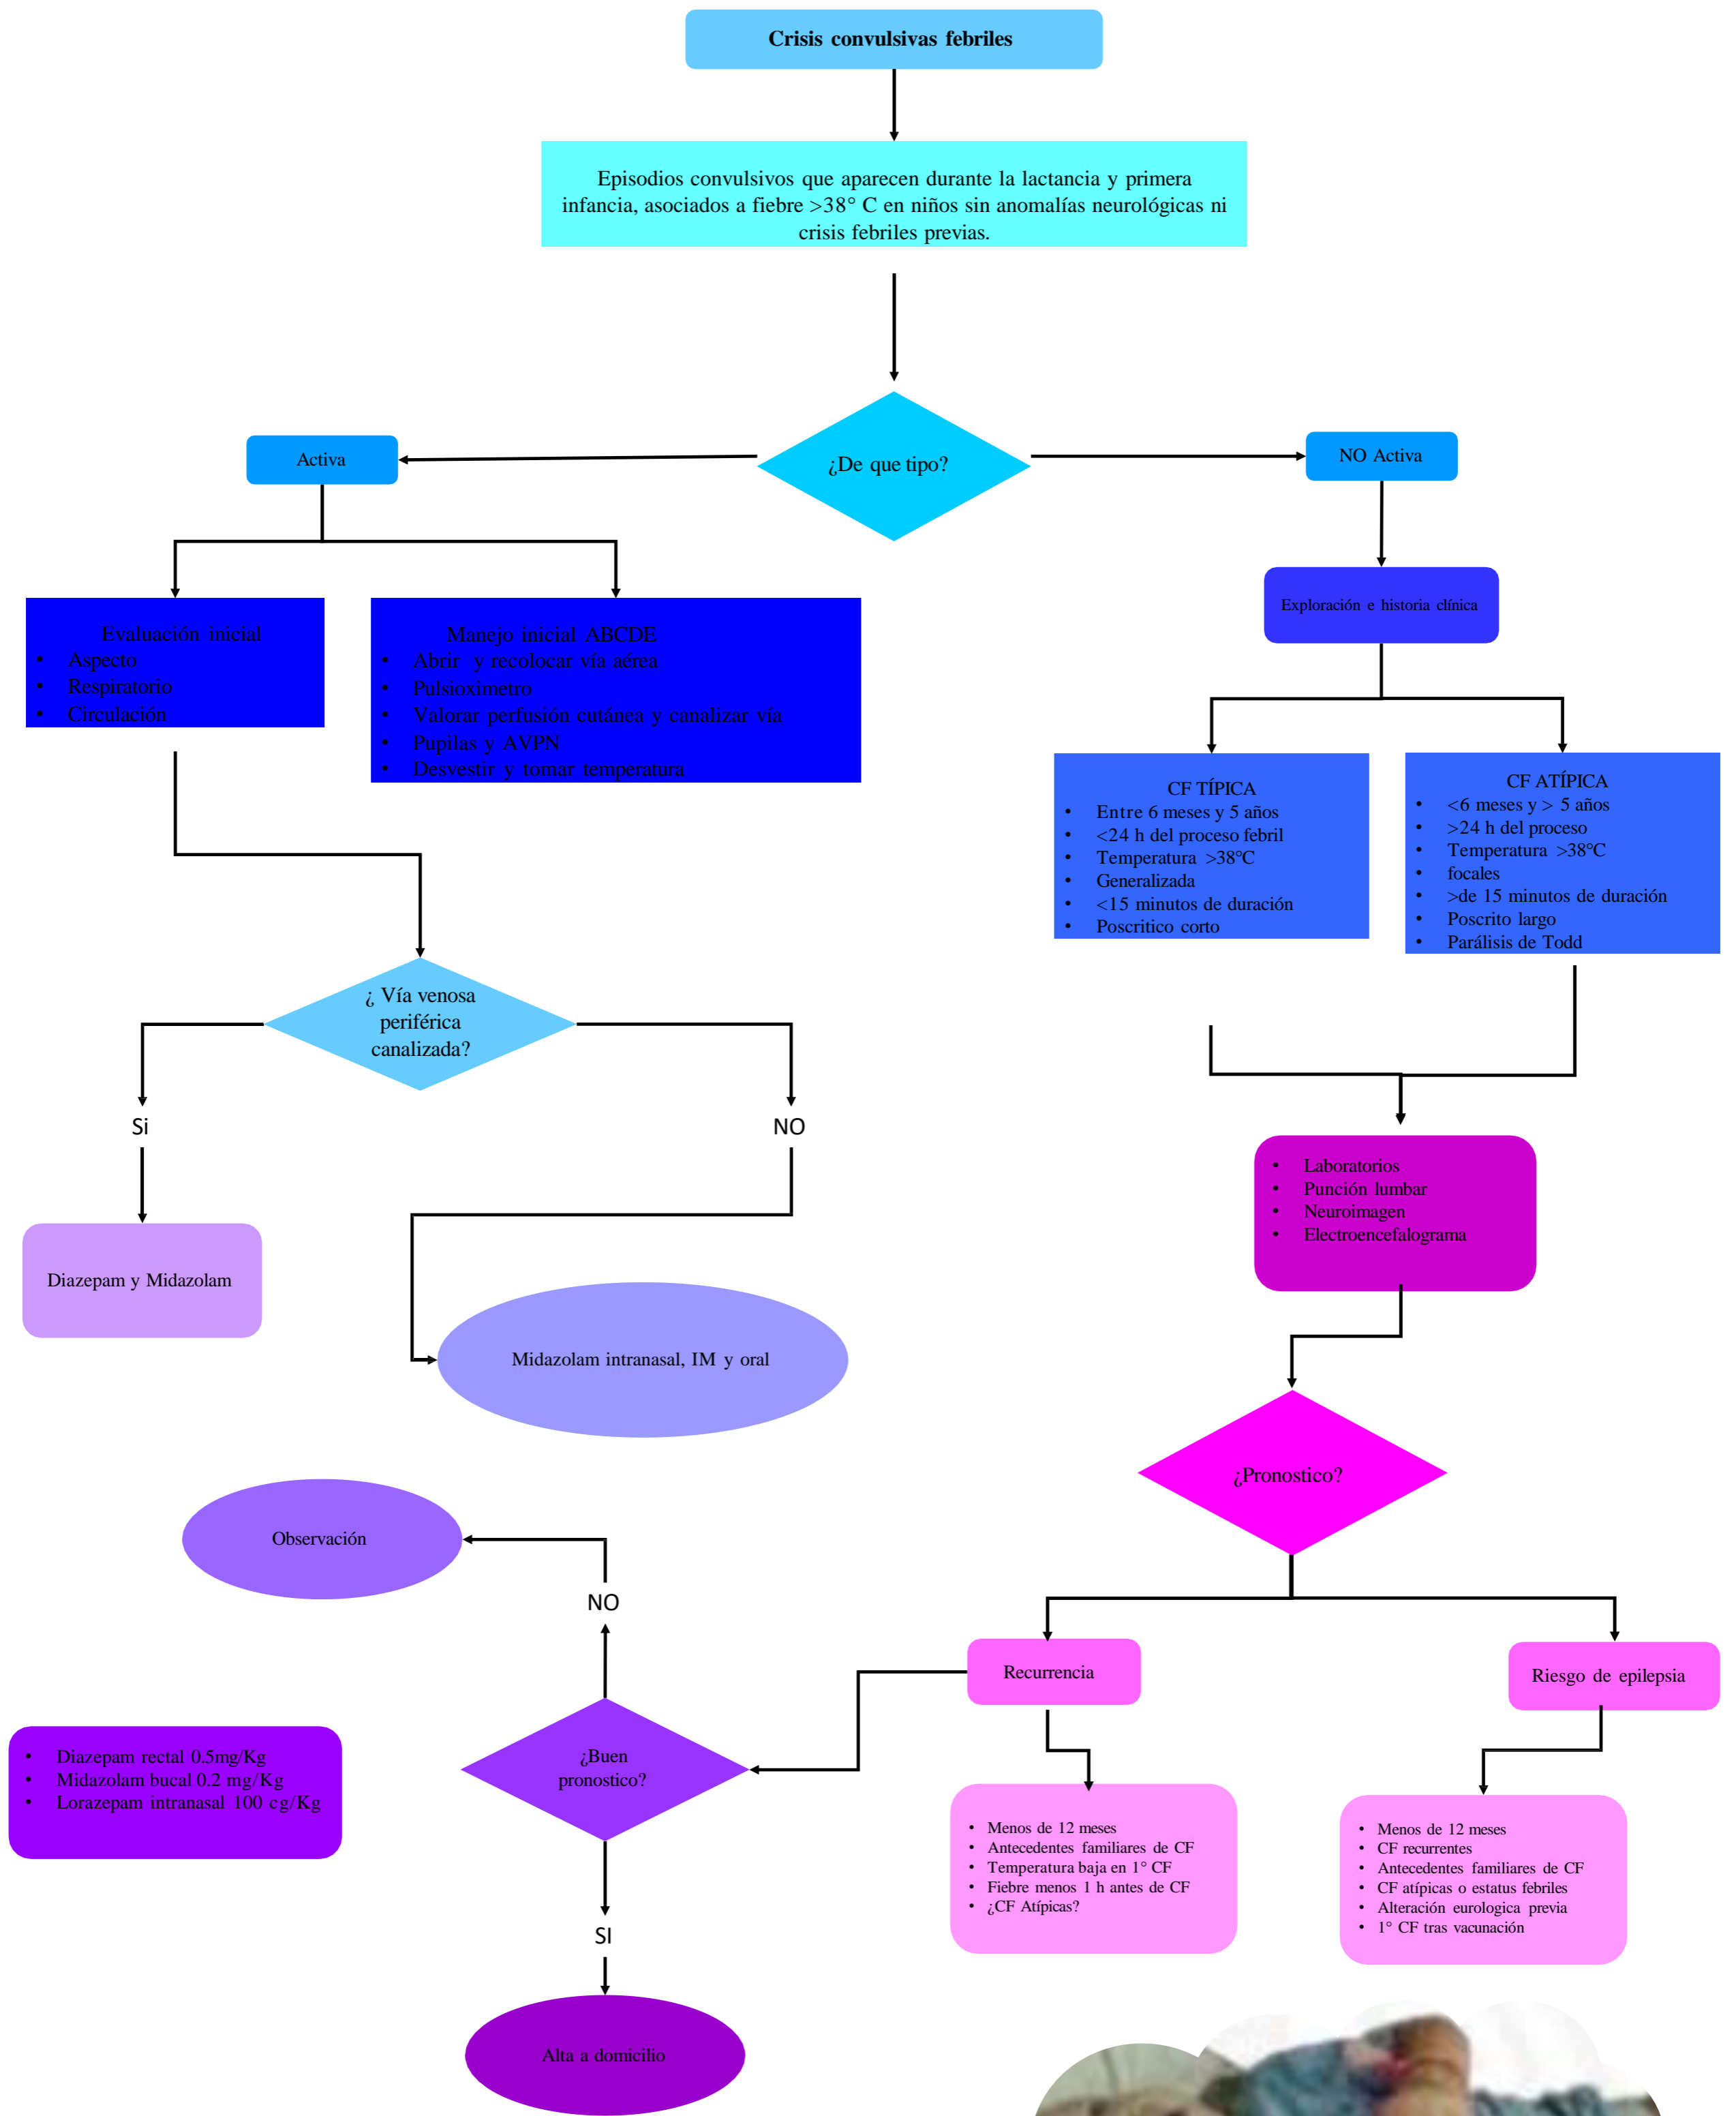 Crisis convulsivas febriles
Episodios convulsivos que aparecen durante la lactancia y primera
infancia, asociados a fiebre >38° C en niños sin anomalías neurológicas ni
crisis febriles previas.
¿De que tipo?
Activa
NO Activa
Evaluación inicial
• Aspecto
• Respiratorio
• Circulación
Manejo inicial ABCDE
• Abrir y recolocar vía aérea
• Pulsioximetro
• Valorar perfusión cutánea y canalizar vía
• Pupilas y AVPN
• Desvestir y tomar temperatura
Exploración e historia clínica
CF TÍPICA
• Entre 6 meses y 5 años
• <24 h del proceso febril
• Temperatura >38°C
• Generalizada
• <15 minutos de duración
• Poscritico corto
CF ATÍPICA
• <6 meses y > 5 años
• >24 h del proceso
• Temperatura >38°C
• focales
• >de 15 minutos de duración
• Poscrito largo
• Parálisis de Todd
¿ Vía venosa
periférica
canalizada?
Si
NO
Diazepam y Midazolam
Midazolam intranasal, IM y oral
• Laboratorios
• Punción lumbar
• Neuroimagen
• Electroencefalograma
¿Pronostico?
Observación
NO
Recurrencia
Riesgo de epilepsia
• Diazepam rectal 0.5mg/Kg
• Midazolam bucal 0.2 mg/Kg
• Lorazepam intranasal 100 cg/Kg
¿Buen
pronostico?
• Menos de 12 meses
• Antecedentes familiares de CF
• Temperatura baja en 1° CF
• Fiebre menos 1 h antes de CF
• ¿CF Atípicas?
• Menos de 12 meses
• CF recurrentes
• Antecedentes familiares de CF
• CF atípicas o estatus febriles
• Alteración eurologica previa
• 1° CF tras vacunación
SI
Alta a domicilio